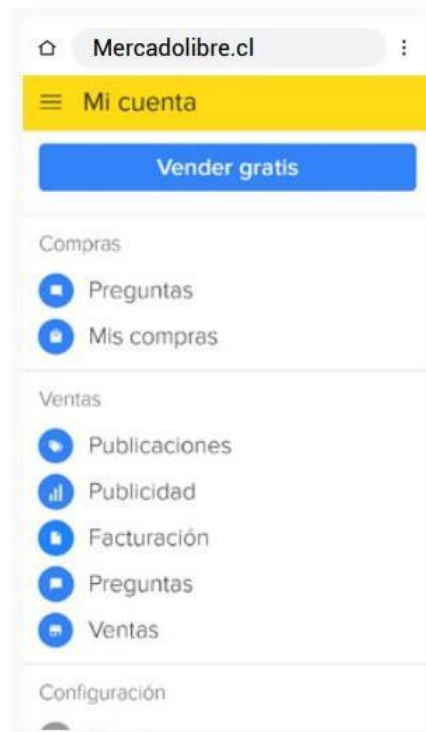 Mercadolibre.cl
Mi cuenta
Vender gratis
Compras
Preguntas
Mis compras
Ventas
Publicaciones
Publicidad
Facturación
Preguntas
Ventas
Configuración